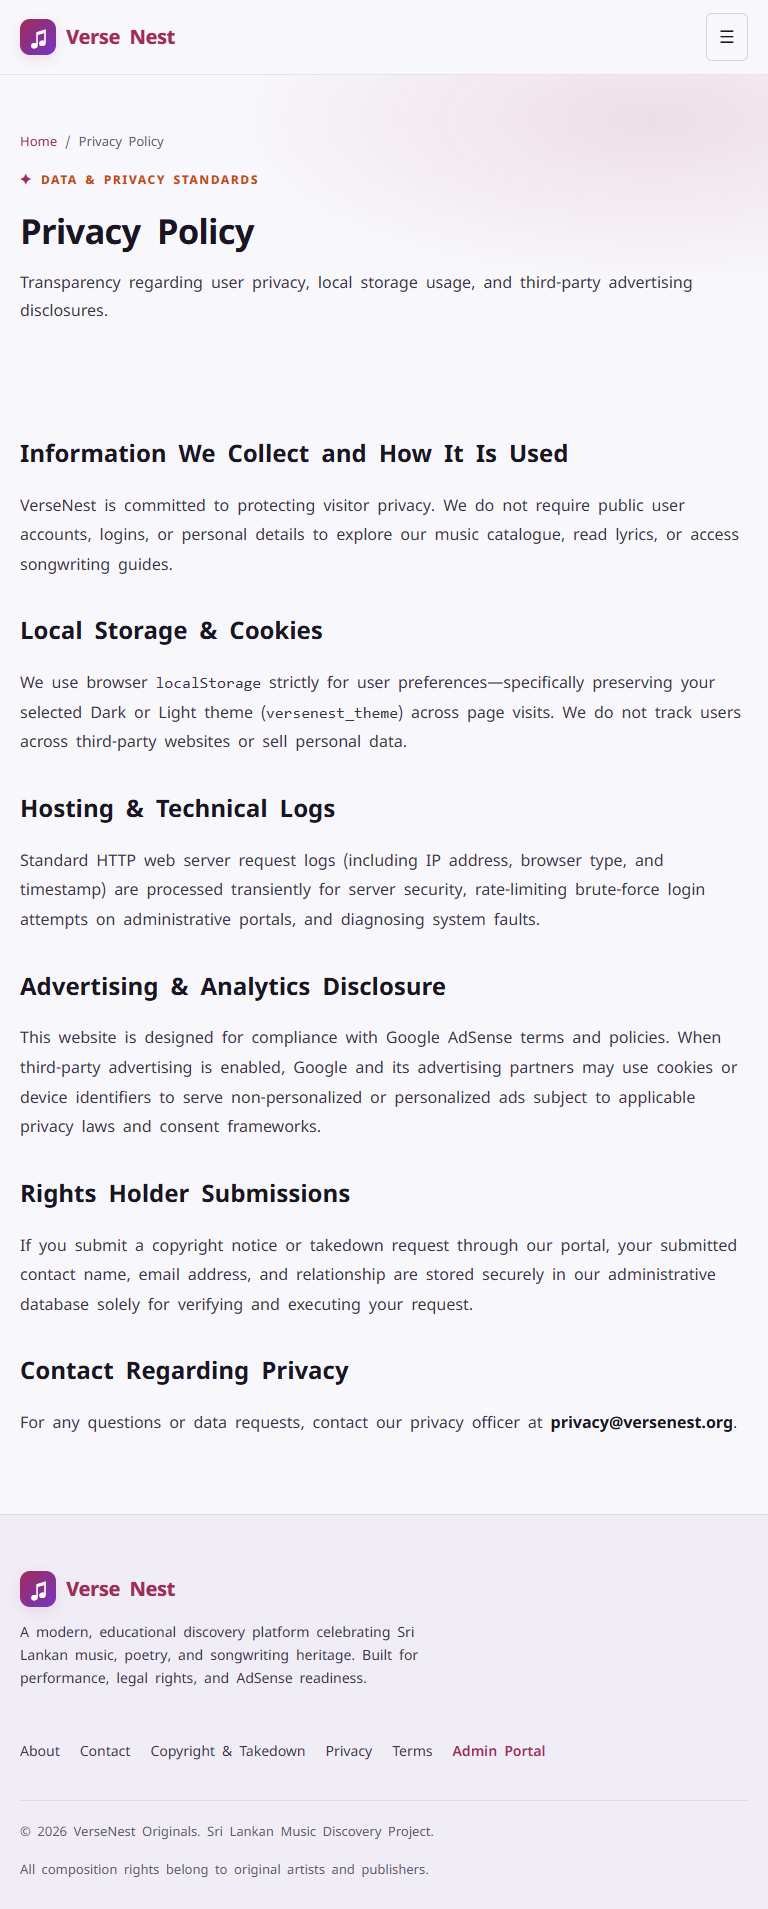 Verse Nest
Home / Privacy Policy
✦ DATA & PRIVACY STANDARDS
Privacy Policy
Transparency regarding user privacy, local storage usage, and third-party advertising
disclosures.
Information We Collect and How It Is Used
VerseNest is committed to protecting visitor privacy. We do not require public user
accounts, logins, or personal details to explore our music catalogue, read lyrics, or access
songwriting guides.
Local Storage & Cookies
We use browser localStorage strictly for user preferences—specifically preserving your
selected Dark or Light theme (versenest_theme) across page visits. We do not track users
across third-party websites or sell personal data.
Hosting & Technical Logs
Standard HTTP web server request logs (including IP address, browser type, and
timestamp) are processed transiently for server security, rate-limiting brute-force login
attempts on administrative portals, and diagnosing system faults.
Advertising & Analytics Disclosure
This website is designed for compliance with Google AdSense terms and policies. When
third-party advertising is enabled, Google and its advertising partners may use cookies or
device identifiers to serve non-personalized or personalized ads subject to applicable
privacy laws and consent frameworks.
Rights Holder Submissions
If you submit a copyright notice or takedown request through our portal, your submitted
contact name, email address, and relationship are stored securely in our administrative
database solely for verifying and executing your request.
Contact Regarding Privacy
For any questions or data requests, contact our privacy officer at privacy@versenest.org.
Verse Nest
A modern, educational discovery platform celebrating Sri
Lankan music, poetry, and songwriting heritage. Built for
performance, legal rights, and AdSense readiness.
About Contact Copyright & Takedown Privacy Terms Admin Portal
© 2026 VerseNest Originals. Sri Lankan Music Discovery Project.
All composition rights belong to original artists and publishers.